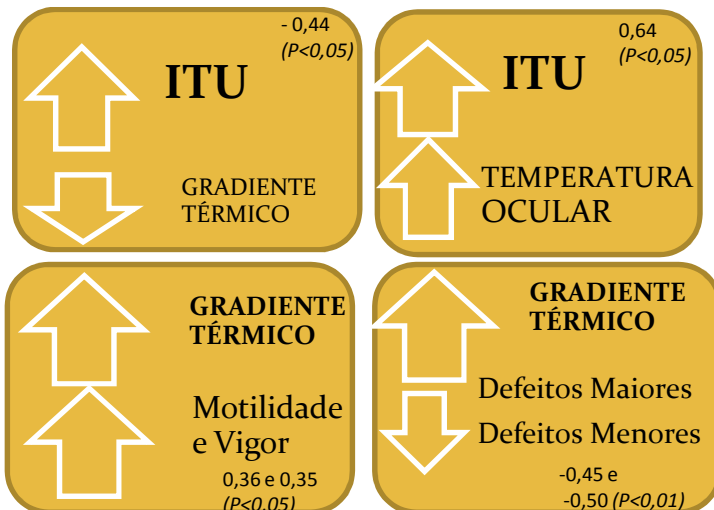 - 0,44
(P<0,05)
ITU
GRADIENTE
TÉRMICO
0,64
(P<0,05)
ITU
TEMPERATURA
OCULAR
GRADIENTE
TÉRMICO
Motilidade
e Vigor
0,36 e 0,35
(P<0,05)
GRADIENTE
TÉRMICO
Defeitos Maiores
Defeitos Menores
-0,45 e
-0,50 (P<0,01)